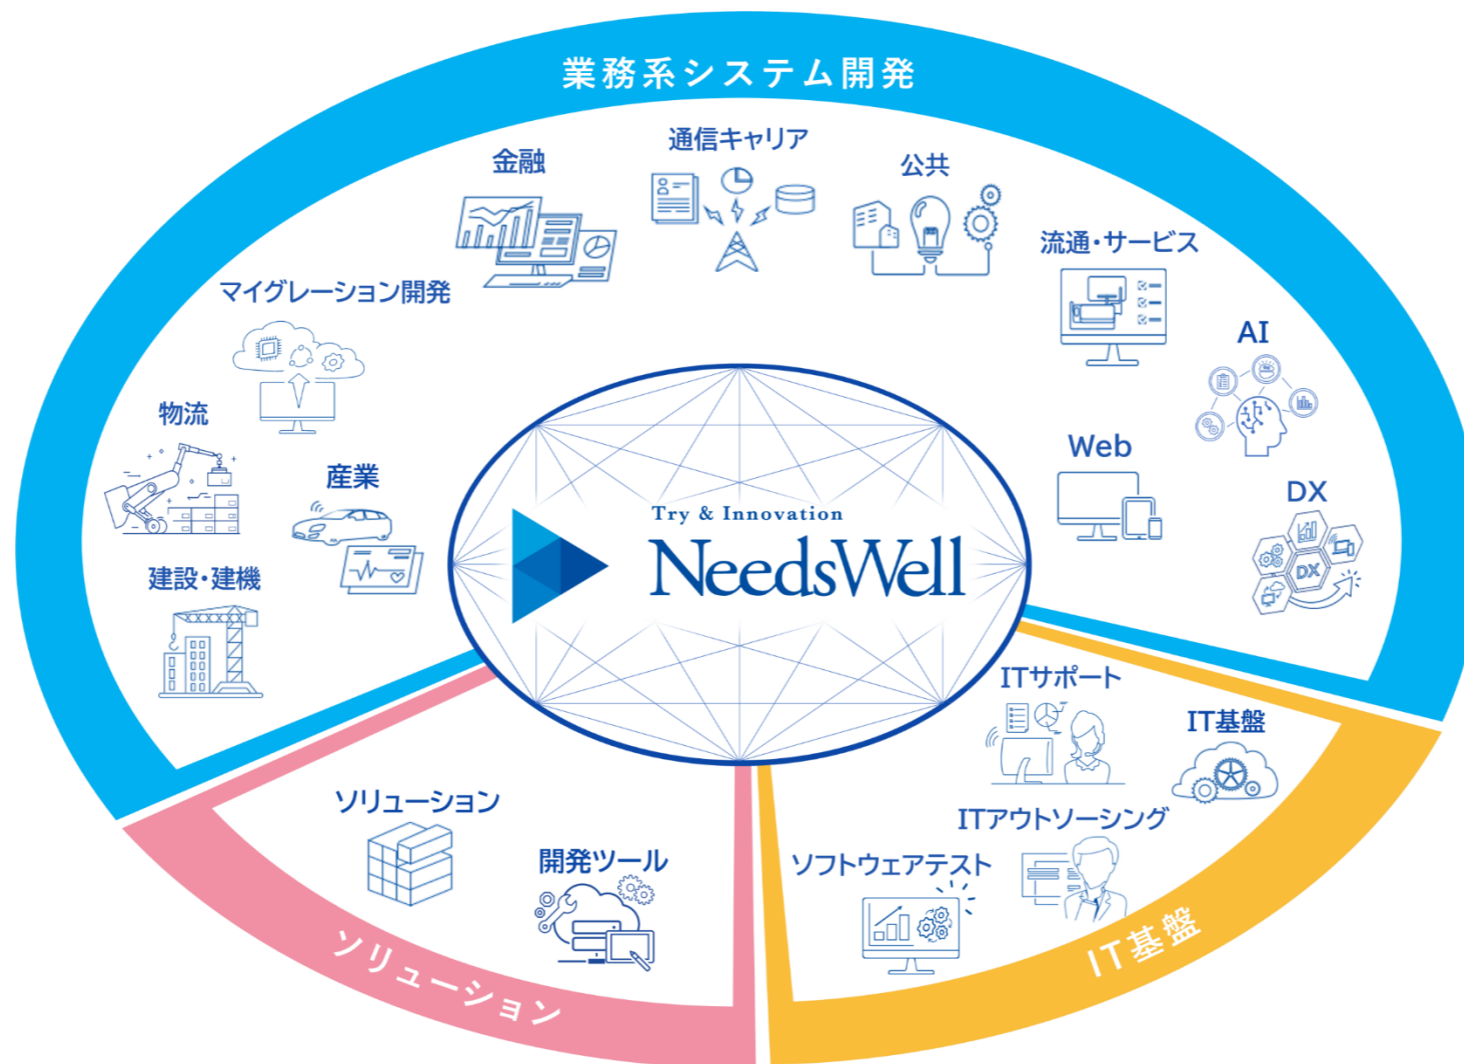 業務系システム開発
金融
通信キャリア
公共
流通・サービス
マイグレーション開発
AI
物流
産業
Web
DX
DX
建設・建機
Try & Innovation
NeedsWell
ITサポート
IT基盤
ITアウトソーシング
ソフトウェアテスト
IT基盤
ソリューション
開発ツール
ソリューション